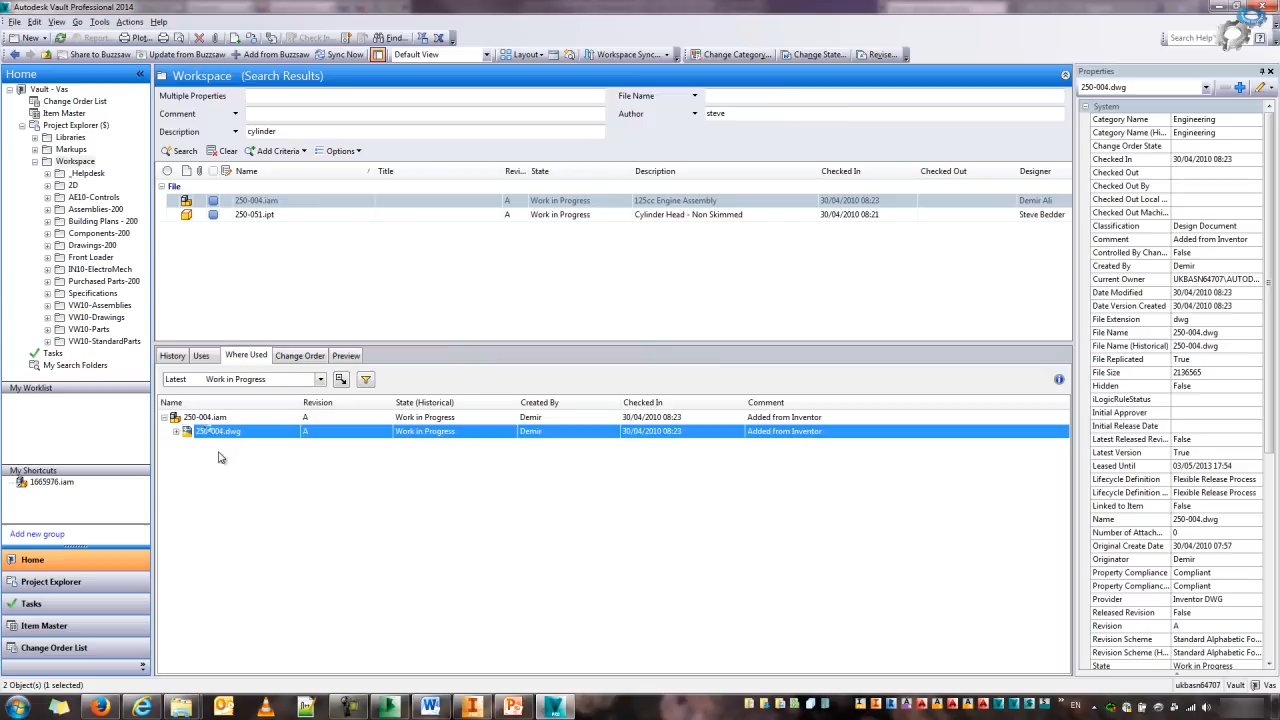 Autodesk Vault Professional 2014
File Edit View Go Tools Actions Help
New Report... Plot... Check In... Find... Search Help
Share to Buzzsaw Update from Buzzsaw Add from Buzzsaw Sync Now Default View Layout Workspace Sync... Change Category... Change State... Revise...
Home
Vault - Vas
Change Order List
Item Master
Project Explorer ($)
Libraries
Markups
Workspace
_Helpdesk
2D
AE10-Controls
Assemblies-200
Building Plans - 200
Components-200
Drawings-200
Front Loader
IN10-ElectroMech
Purchased Parts-200
Specifications
VW10-Assemblies
VW10-Drawings
VW10-Parts
VW10-StandardParts
Tasks
My Search Folders
My Worklist
My Shortcuts
1665976.iam
Add new group
Home
Project Explorer
Tasks
Item Master
Change Order List
Workspace (Search Results)
Multiple Properties File Name
Comment Author steve
Description cylinder
Search Clear Add Criteria Options
Name Title Revi... State Description Checked In Checked Out Designer
File
250-004.iam A Work in Progress 125cc Engine Assembly 30/04/2010 08:23 Demir Ali
250-051.ipt A Work in Progress Cylinder Head - Non Skimmed 30/04/2010 08:21 Steve Bedder
History Uses Where Used Change Order Preview
Latest Work in Progress
Name Revision State (Historical) Created By Checked In Comment
250-004.iam A Work in Progress Demir 30/04/2010 08:23 Added from Inventor
250-004.dwg A Work in Progress Demir 30/04/2010 08:23 Added from Inventor
Properties
250-004.dwg
System
Category Name Engineering
Category Name (Hi... Engineering
Change Order State
Checked In 30/04/2010 08:23
Checked Out
Checked Out By
Checked Out Local ...
Checked Out Machi...
Classification Design Document
Comment Added from Inventor
Controlled By Chan... False
Created By Demir
Current Owner UKBASN64707\AUTOD...
Date Modified 30/04/2010 08:23
Date Version Created 30/04/2010 08:23
File Extension dwg
File Name 250-004.dwg
File Name (Historical) 250-004.dwg
File Replicated True
File Size 2136565
Hidden False
iLogicRuleStatus
Initial Approver
Initial Release Date
Latest Released Revi... False
Latest Version True
Leased Until 03/05/2013 17:54
Lifecycle Definition Flexible Release Process
Lifecycle Definition ... Flexible Release Process
Linked to Item False
Name 250-004.dwg
Number of Attach... 0
Original Create Date 30/04/2010 07:57
Originator Demir
Property Compliance Compliant
Property Complianc... Compliant
Provider Inventor DWG
Released Revision False
Revision A
Revision Scheme Standard Alphabetic Fo...
Revision Scheme (H... Standard Alphabetic Fo...
State Work in Progress
2 Object(s) (1 selected) ukbasn64707 Vault Vas
EN